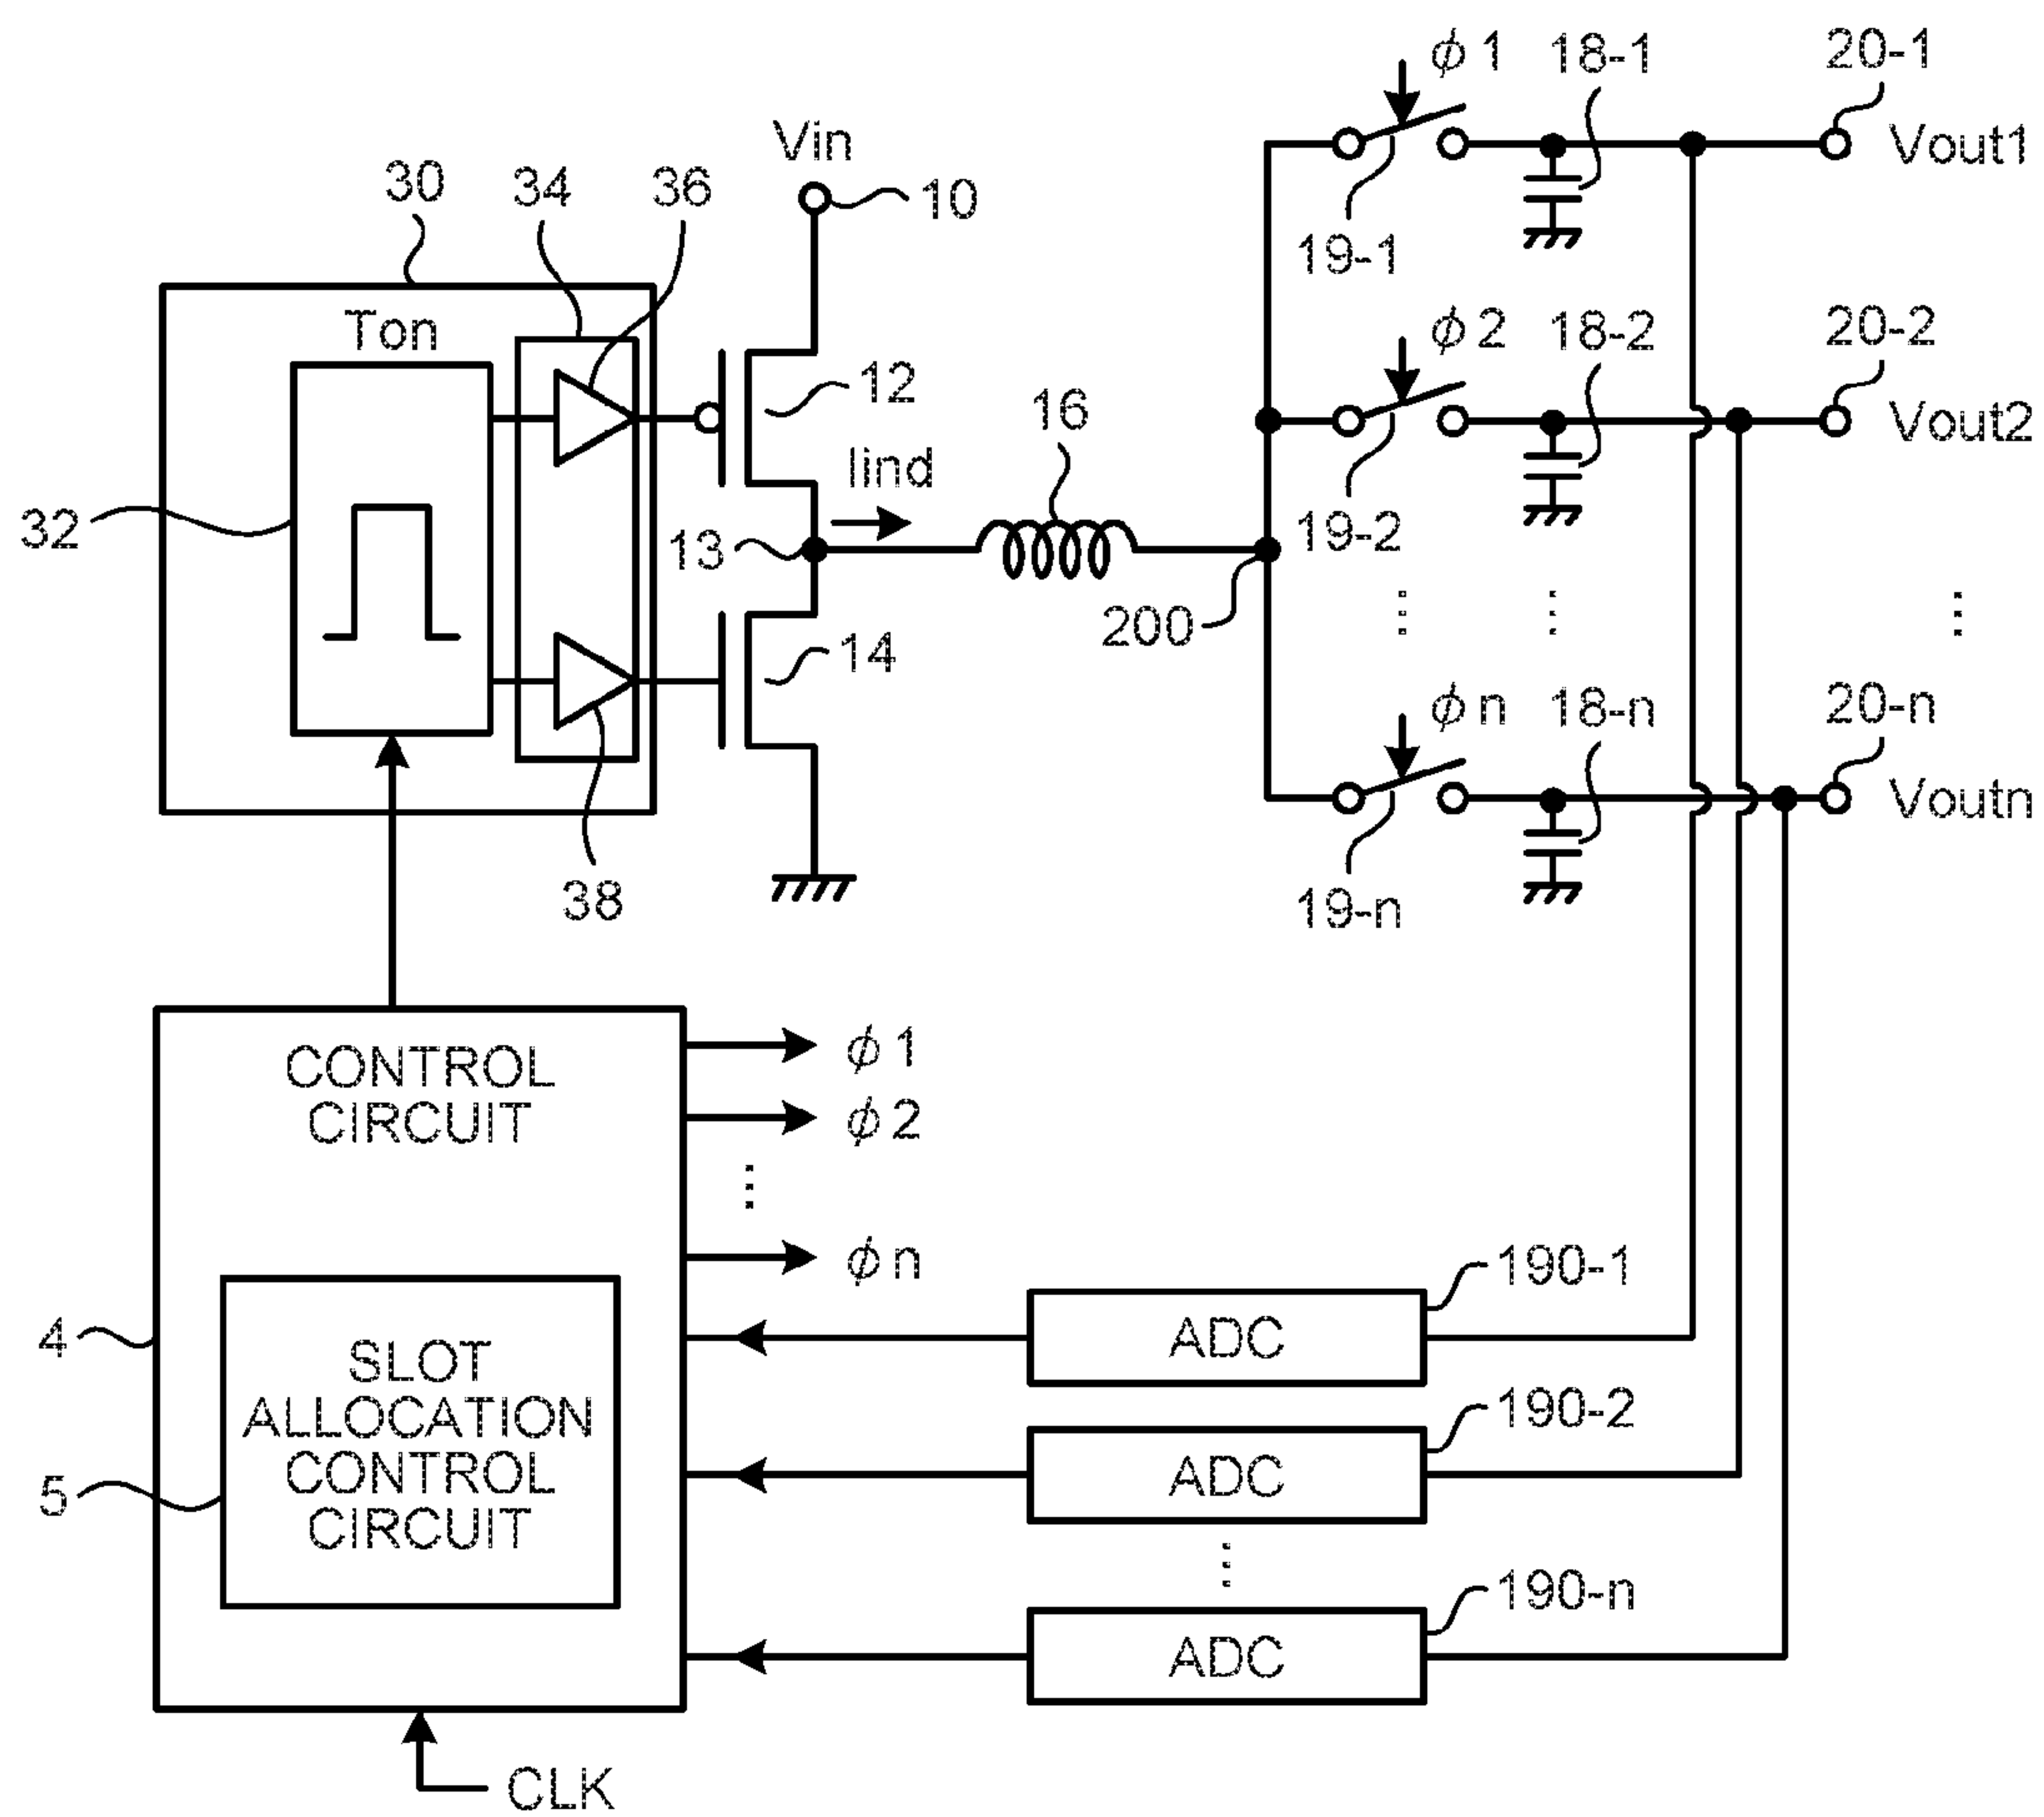 φ1
18-1
20-1
Vin
Vout1
30
34
36
10
19-1
Ton
φ2
18-2
20-2
12
16
Vout2
Iind
32
13
19-2
200
14
φn
18-n
20-n
Voutn
38
19-n
CONTROL
CIRCUIT
φ1
φ2
φn
190-1
4
ADC
SLOT
ALLOCATION
CONTROL
CIRCUIT
190-2
5
ADC
190-n
ADC
CLK